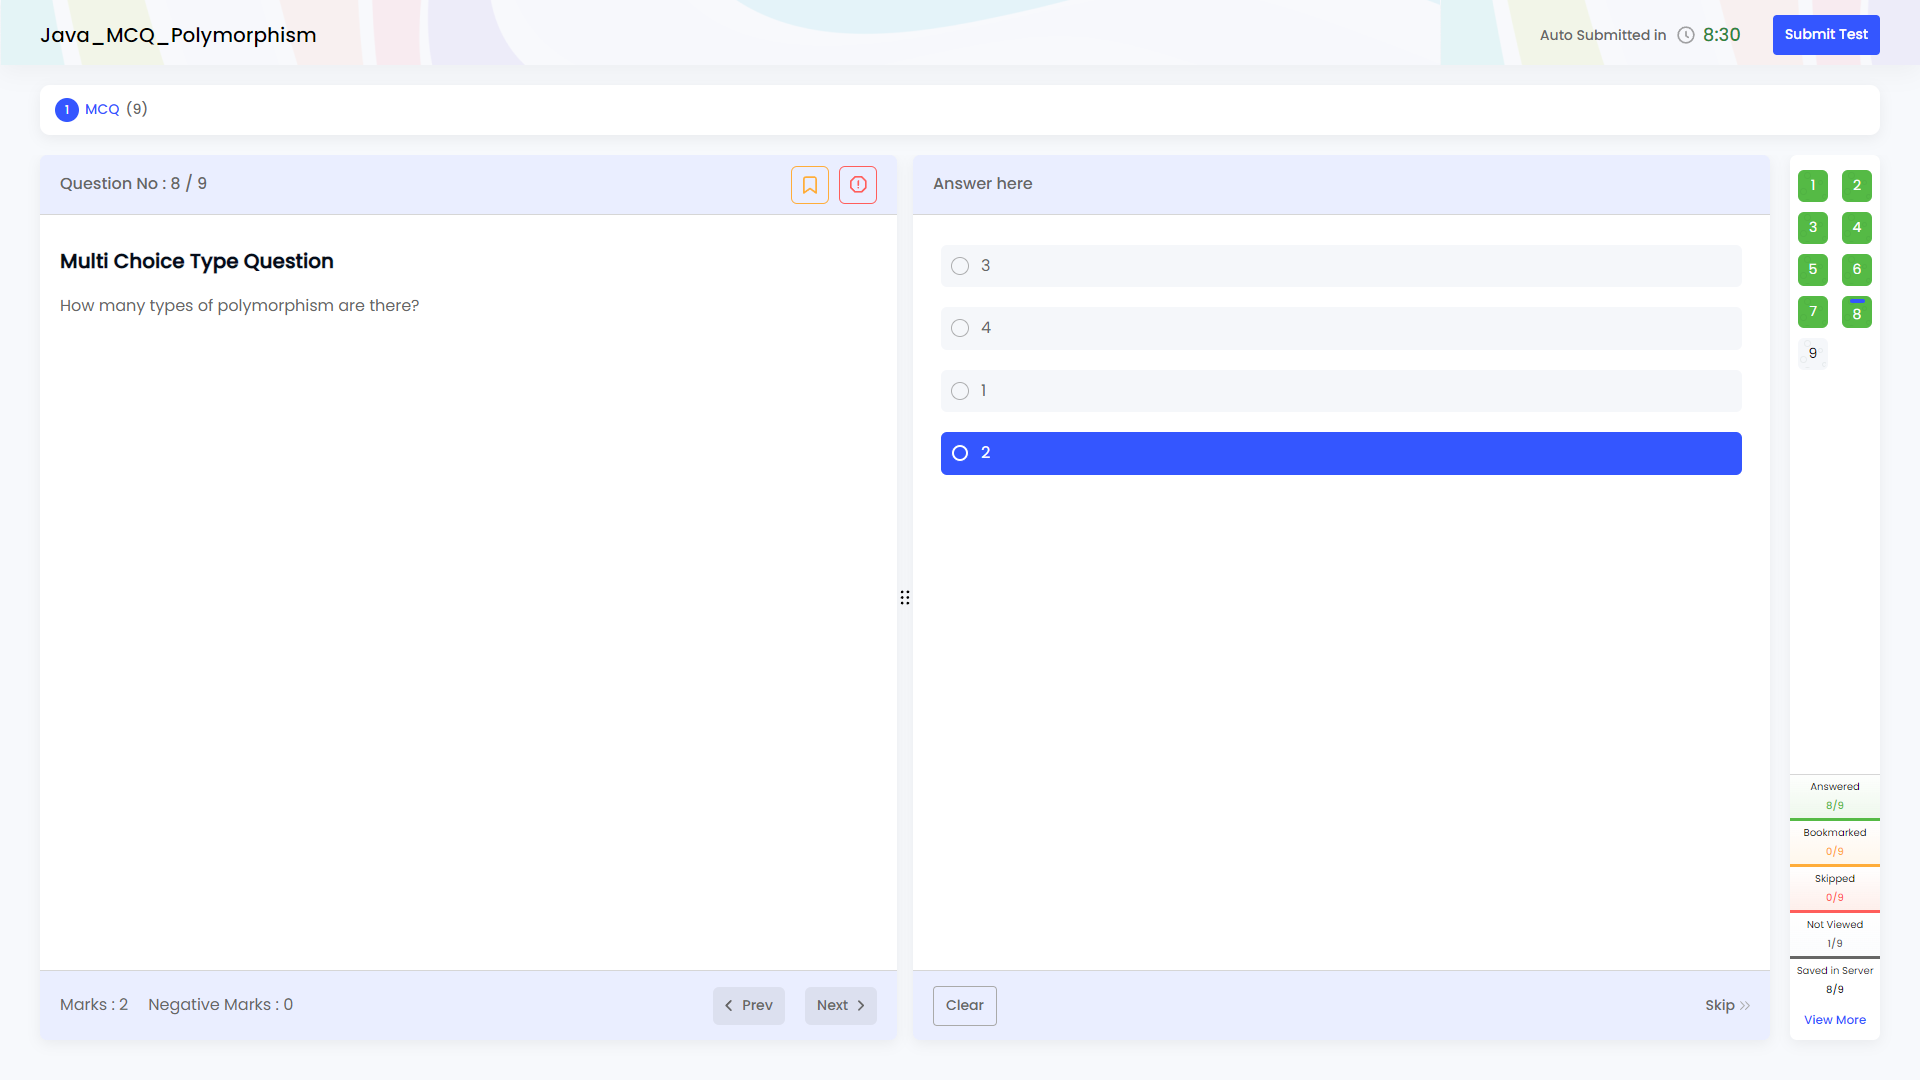 Java_MCQ_Polymorphism
Auto Submitted in 8:30
Submit Test
1 MCQ (9)
Question No : 8 / 9
Multi Choice Type Question
How many types of polymorphism are there?
Marks : 2 Negative Marks : 0
Prev
Next
Answer here
3
4
1
2
Clear
Skip
1 2
3 4
5 6
7 8
9
Answered
8/9
Bookmarked
0/9
Skipped
0/9
Not Viewed
1/9
Saved in Server
8/9
View More